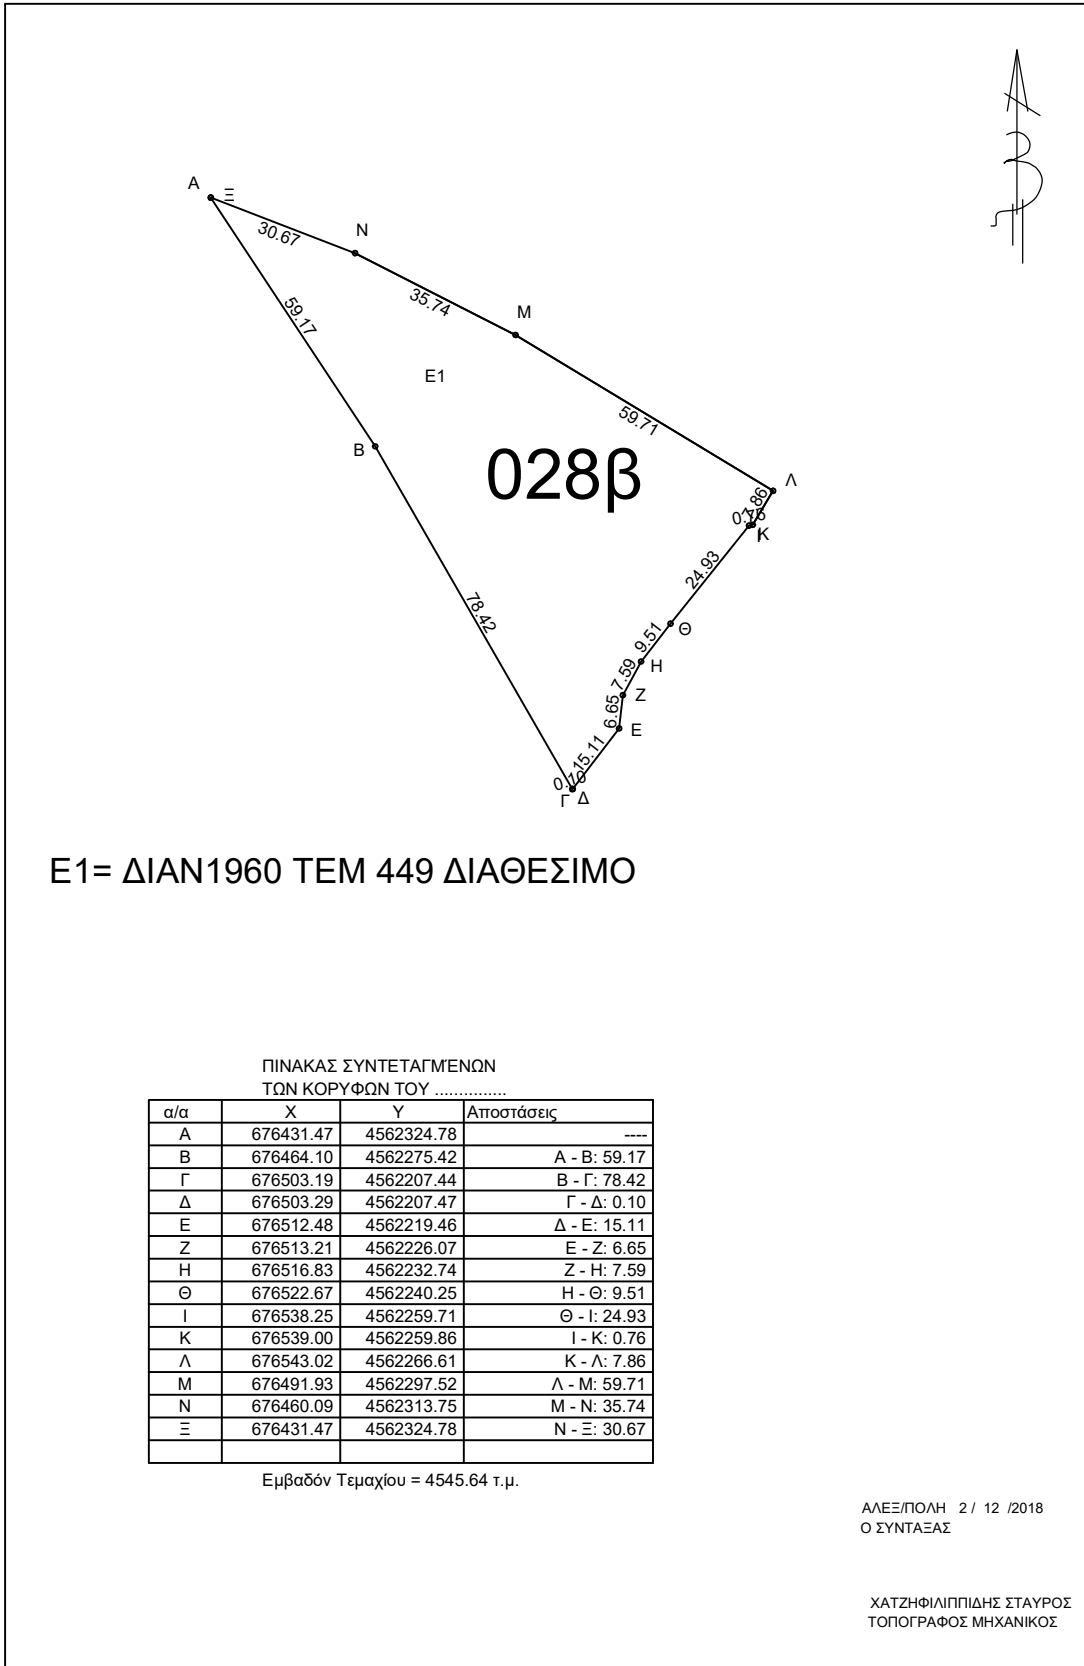 Α
Ξ
30.67
Ν
35.74
Μ
59.17
Ε1
59.71
Β
028β
Λ
7.86
0.76
Κ
Ι
24.93
78.42
Θ
9.51
Η
7.59
Ζ
6.65
Ε
15.11
0.10
Γ Δ
Ε1= ΔΙΑΝ1960 ΤΕΜ 449 ΔΙΑΘΕΣΙΜΟ
ΠΙΝΑΚΑΣ ΣΥΝΤΕΤΑΓΜΈΝΩΝ
ΤΩΝ ΚΟΡΥΦΩΝ ΤΟΥ ...............
α/α Χ Υ Αποστάσεις
Α 676431.47 4562324.78 ----
Β 676464.10 4562275.42 Α - Β: 59.17
Γ 676503.19 4562207.44 Β - Γ: 78.42
Δ 676503.29 4562207.47 Γ - Δ: 0.10
Ε 676512.48 4562219.46 Δ - Ε: 15.11
Ζ 676513.21 4562226.07 Ε - Ζ: 6.65
Η 676516.83 4562232.74 Ζ - Η: 7.59
Θ 676522.67 4562240.25 Η - Θ: 9.51
Ι 676538.25 4562259.71 Θ - Ι: 24.93
Κ 676539.00 4562259.86 Ι - Κ: 0.76
Λ 676543.02 4562266.61 Κ - Λ: 7.86
Μ 676491.93 4562297.52 Λ - Μ: 59.71
Ν 676460.09 4562313.75 Μ - Ν: 35.74
Ξ 676431.47 4562324.78 Ν - Ξ: 30.67
Εμβαδόν Τεμαχίου = 4545.64 τ.μ.
ΑΛΕΞ/ΠΟΛΗ 2 / 12 /2018
Ο ΣΥΝΤΑΞΑΣ
ΧΑΤΖΗΦΙΛΙΠΠΙΔΗΣ ΣΤΑΥΡΟΣ
ΤΟΠΟΓΡΑΦΟΣ ΜΗΧΑΝΙΚΟΣ